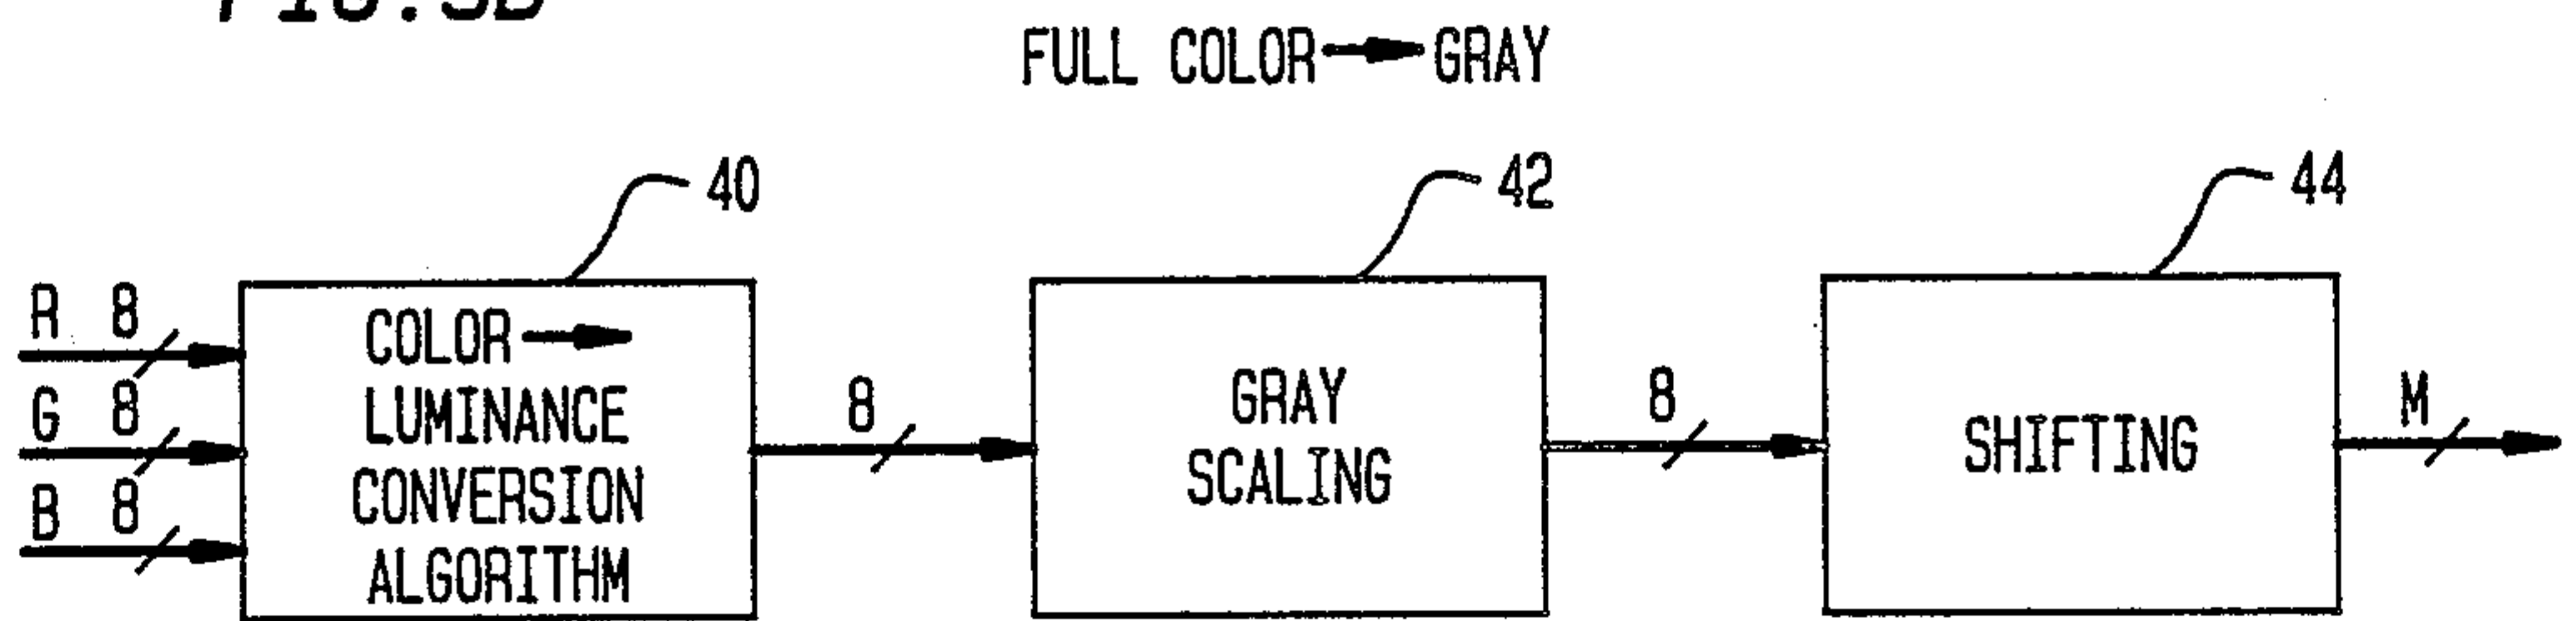 FULL COLOR → GRAY
40
42
44
R 8
G 8
B 8
COLOR →
LUMINANCE
CONVERSION
ALGORITHM
8
GRAY
SCALING
8
SHIFTING
M